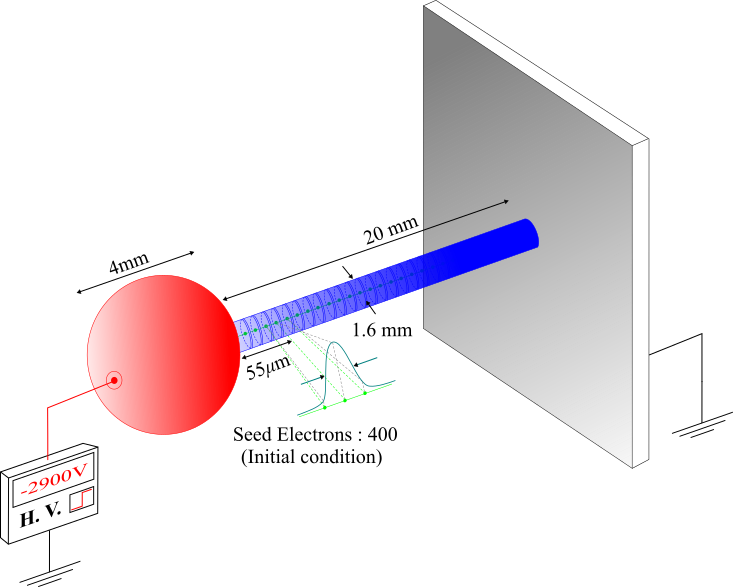 20 mm
4mm
1.6 mm
55μm
Seed Electrons : 400
(Initial condition)
-2900V
H. V.